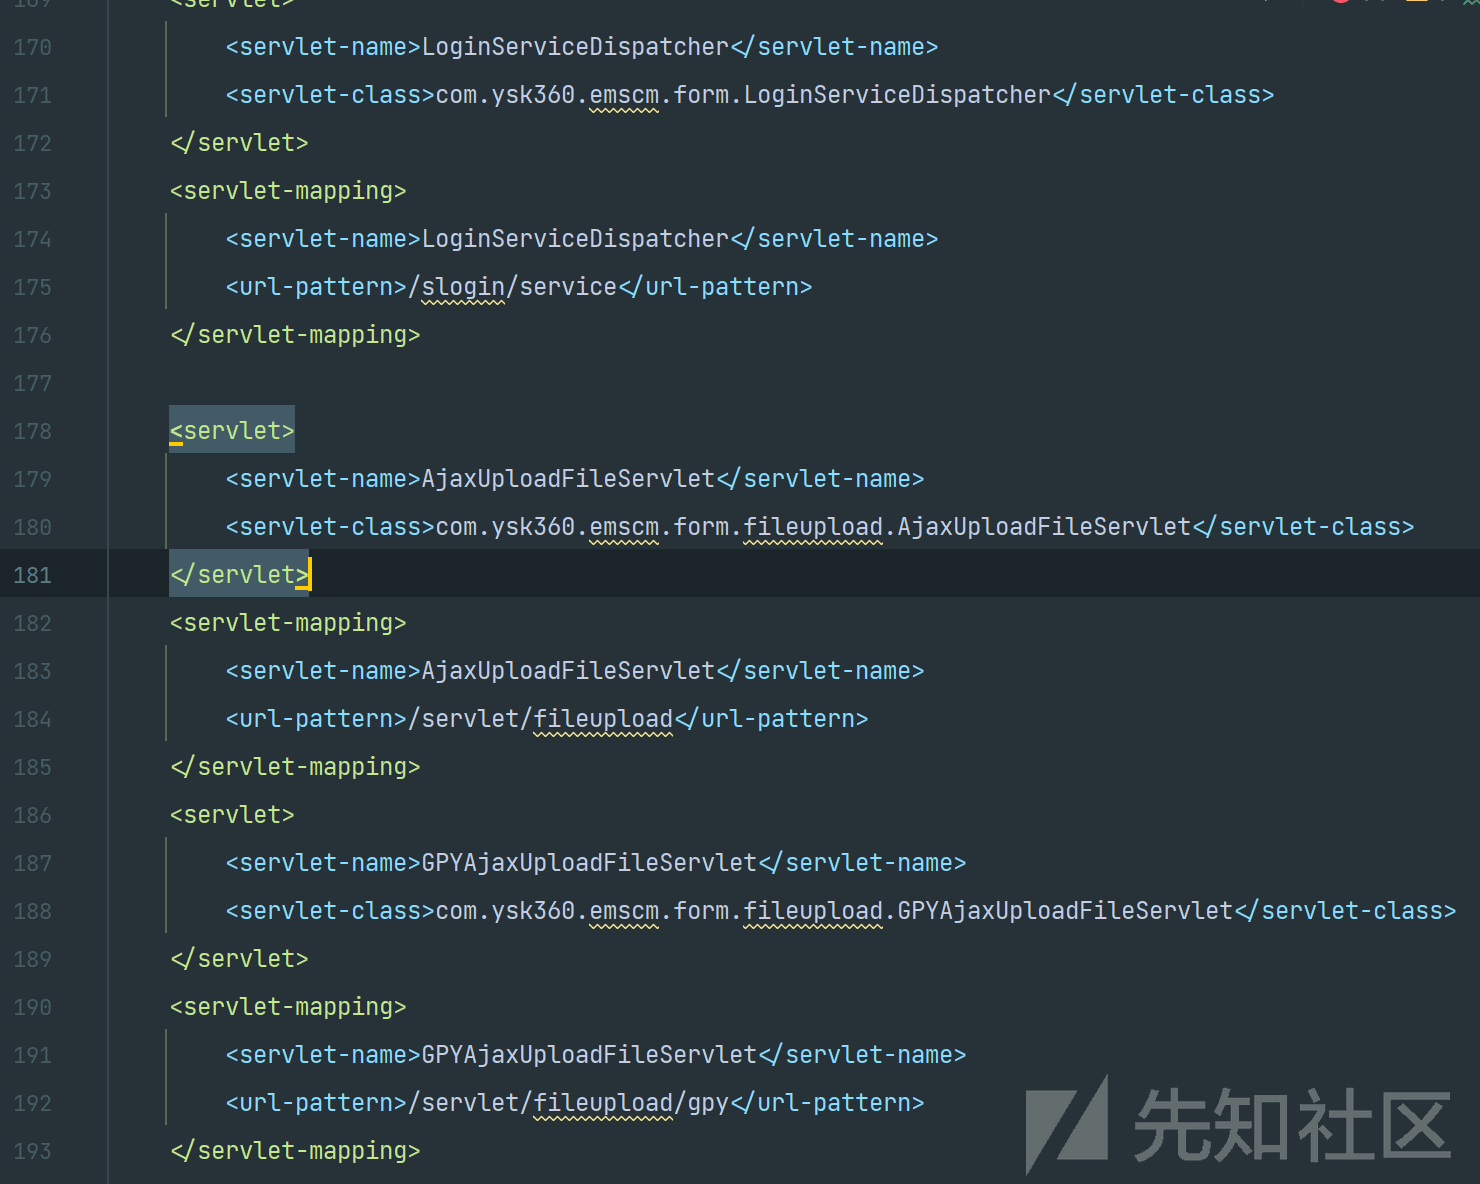 169 <servlet>
170 <servlet-name>LoginServiceDispatcher</servlet-name>
171 <servlet-class>com.ysk360.emscm.form.LoginServiceDispatcher</servlet-class>
172 </servlet>
173 <servlet-mapping>
174 <servlet-name>LoginServiceDispatcher</servlet-name>
175 <url-pattern>/slogin/service</url-pattern>
176 </servlet-mapping>
177
178 <servlet>
179 <servlet-name>AjaxUploadFileServlet</servlet-name>
180 <servlet-class>com.ysk360.emscm.form.fileupload.AjaxUploadFileServlet</servlet-class>
181 </servlet>
182 <servlet-mapping>
183 <servlet-name>AjaxUploadFileServlet</servlet-name>
184 <url-pattern>/servlet/fileupload</url-pattern>
185 </servlet-mapping>
186 <servlet>
187 <servlet-name>GPYAjaxUploadFileServlet</servlet-name>
188 <servlet-class>com.ysk360.emscm.form.fileupload.GPYAjaxUploadFileServlet</servlet-class>
189 </servlet>
190 <servlet-mapping>
191 <servlet-name>GPYAjaxUploadFileServlet</servlet-name>
192 <url-pattern>/servlet/fileupload/gpy</url-pattern>
193 </servlet-mapping>
先知社区